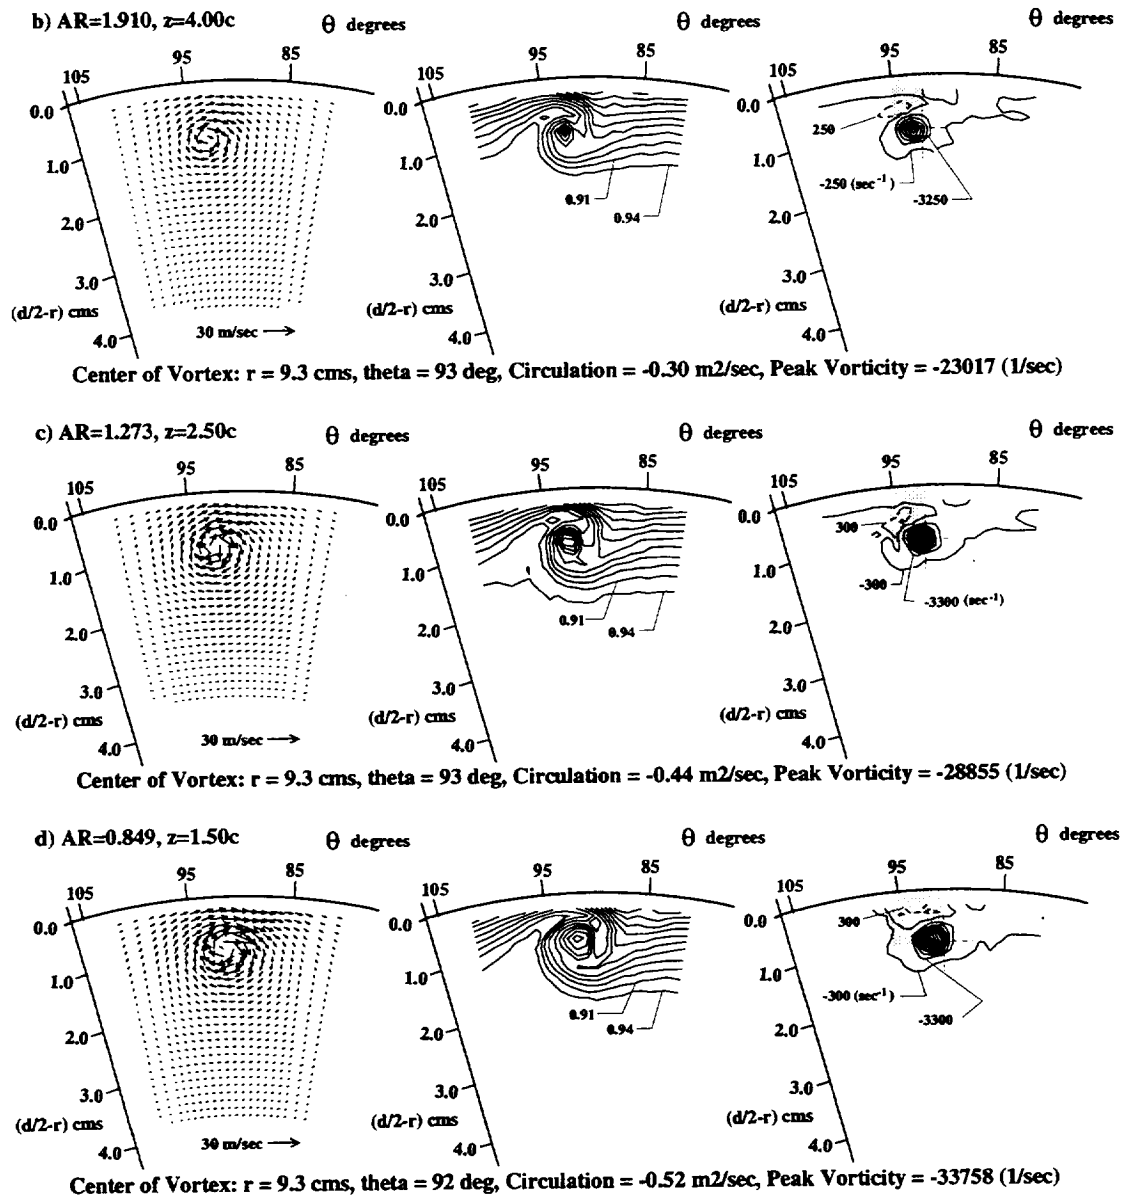 b) AR=1.910, z=4.00c
θ degrees
θ degrees
θ degrees
105
95
85
95
85
105
95
85
0.0
1.0
2.0
3.0
4.0
(d/2-r) cms
30 m/sec
0.0
1.0
2.0
3.0
4.0
(d/2-r) cms
0.91
0.94
0.0
1.0
2.0
3.0
4.0
(d/2-r) cms
250
-250 (sec-1)
-3250
Center of Vortex: r = 9.3 cms, theta = 93 deg, Circulation = -0.30 m2/sec, Peak Vorticity = -23017 (1/sec)
c) AR=1.273, z=2.50c
θ degrees
θ degrees
θ degrees
105
95
85
105
95
85
105
95
85
0.0
1.0
2.0
3.0
4.0
(d/2-r) cms
30 m/sec
0.0
1.0
2.0
3.0
4.0
(d/2-r) cms
0.91
0.94
0.0
1.0
2.0
3.0
4.0
(d/2-r) cms
300
-300
-3300 (sec-1)
Center of Vortex: r = 9.3 cms, theta = 93 deg, Circulation = -0.44 m2/sec, Peak Vorticity = -28855 (1/sec)
d) AR=0.849, z=1.50c
θ degrees
θ degrees
θ degrees
105
95
85
105
95
85
105
95
85
0.0
1.0
2.0
3.0
4.0
(d/2-r) cms
30 m/sec
0.0
1.0
2.0
3.0
4.0
(d/2-r) cms
0.91
0.94
0.0
1.0
2.0
3.0
4.0
(d/2-r) cms
300
-300 (sec-1)
-3300
Center of Vortex: r = 9.3 cms, theta = 92 deg, Circulation = -0.52 m2/sec, Peak Vorticity = -33758 (1/sec)